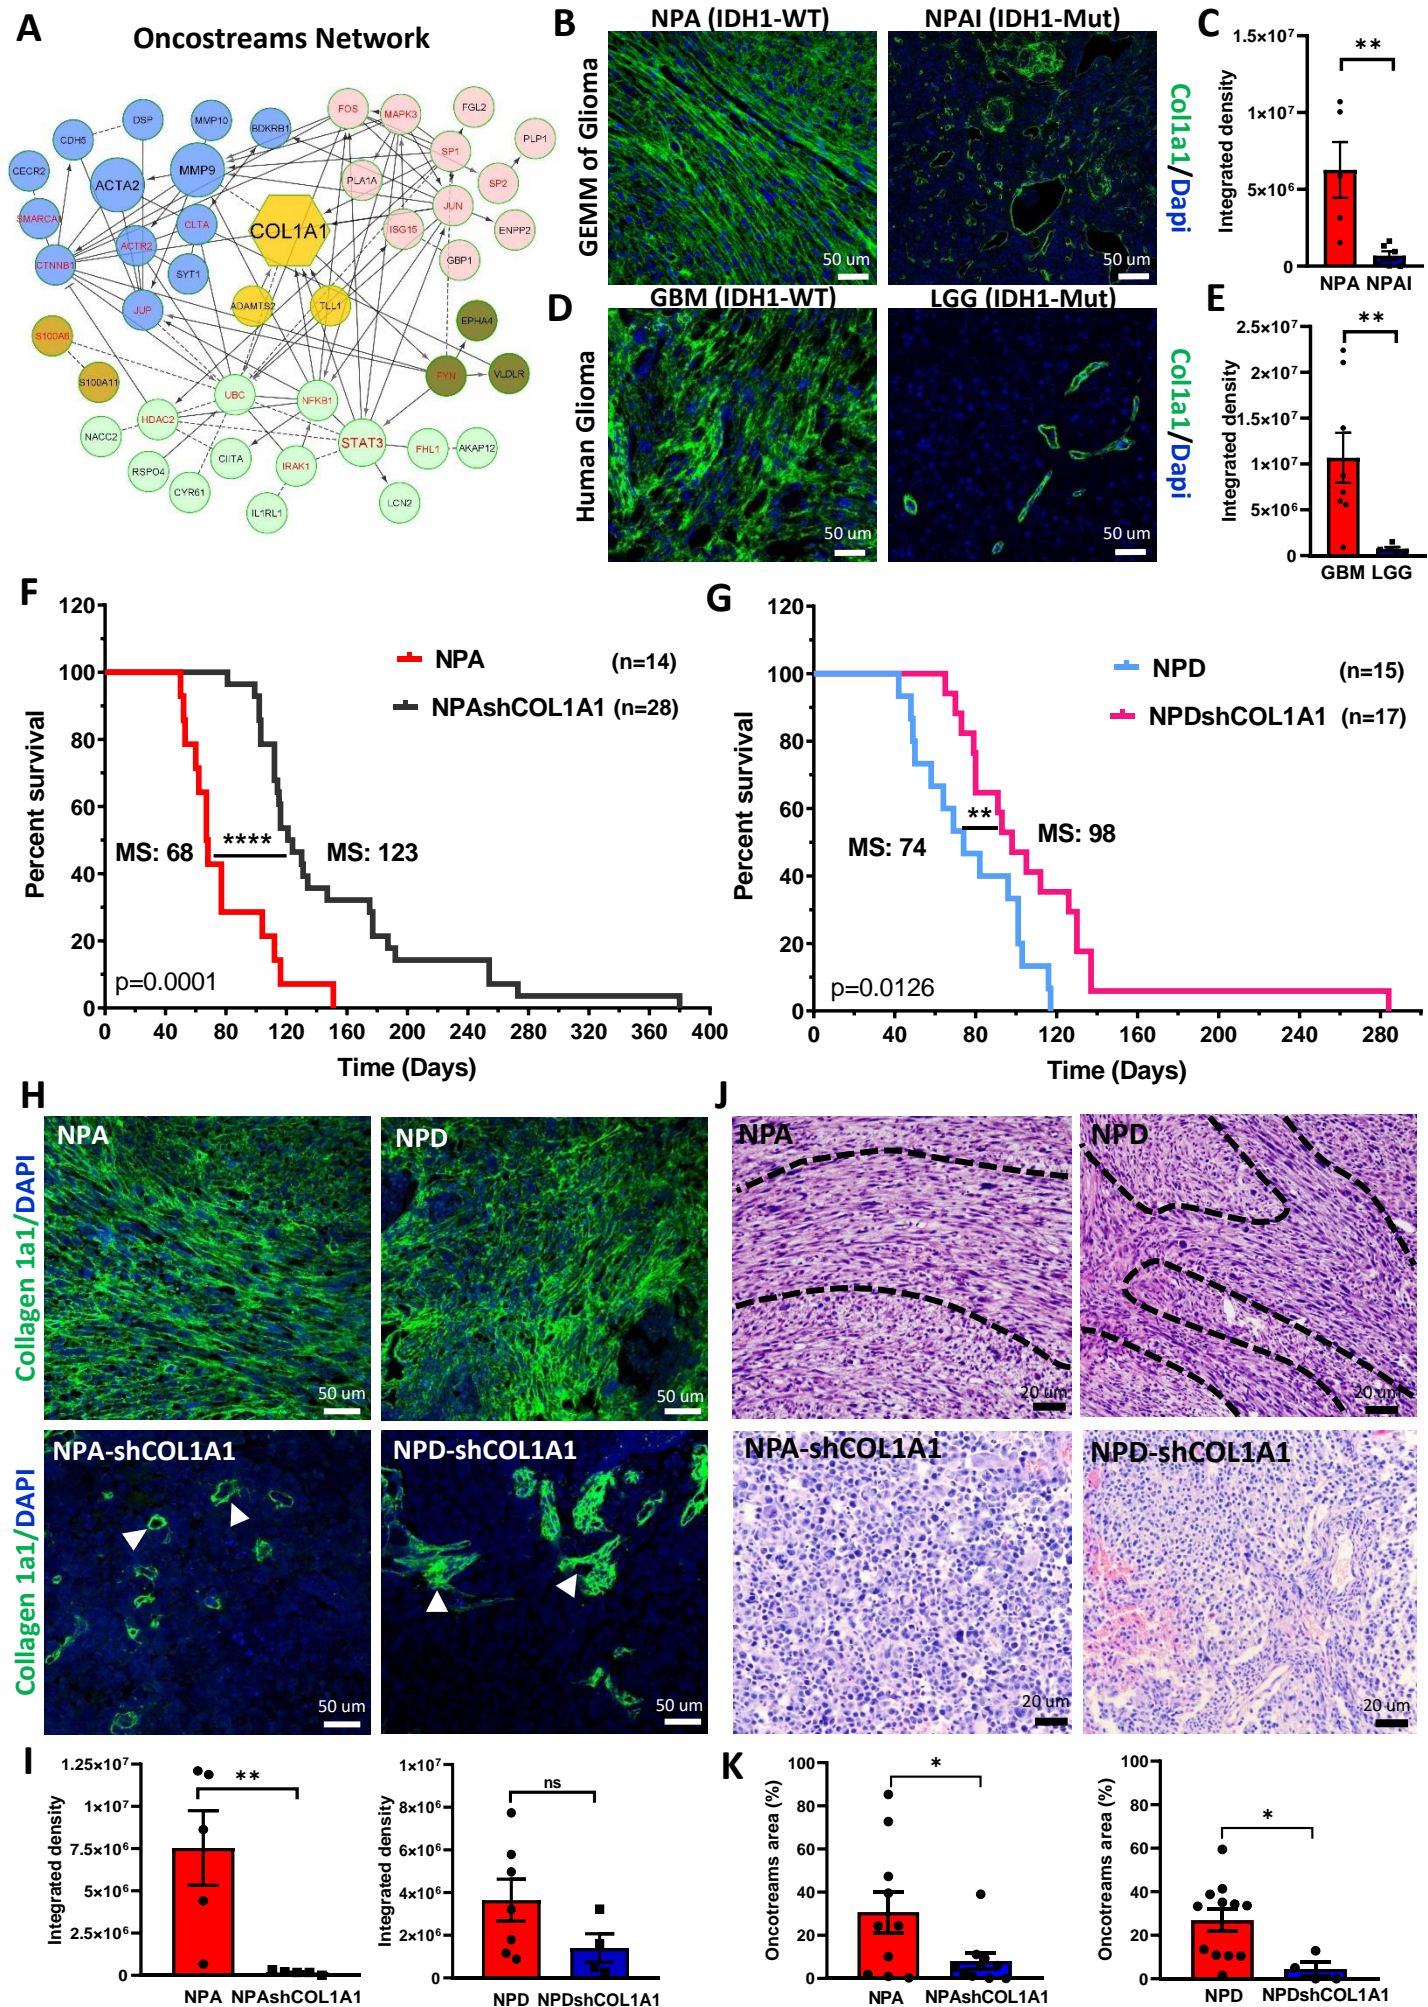 A
Oncostreams Network
DSP
MMP10
BDKRB1
CDH5
CECR2
ACTA2
MMP9
SMARCA1
CLTA
ACTR2
CTNNB1
SYT1
JUP
FOS
MAPK3
FGL2
SP1
PLP1
PLA1A
SP2
JUN
ISG15
ENPP2
GBP1
COL1A1
ADAMTS2
TLL1
EPHA4
FYN
VLDLR
S100A6
S100A11
UBC
NFKB1
HDAC2
STAT3
NACC2
CIITA
FHL1
AKAP12
RSPO4
IRAK1
CYR61
LCN2
IL1RL1
B
NPA (IDH1-WT)
NPAI (IDH1-Mut)
GEMM of Glioma
50 um
50 um
Col1a1/Dapi
C
Integrated density
1.5×10⁷
1×10⁷
5×10⁶
0
**
NPA NPAI
D
GBM (IDH1-WT)
LGG (IDH1-Mut)
Human Glioma
50 um
50 um
Col1a1/Dapi
E
Integrated density
2.5×10⁷
2×10⁷
1.5×10⁷
1×10⁷
5×10⁶
0
**
GBM LGG
F
Percent survival
120
100
80
60
40
20
0
NPA (n=14)
NPAshCOL1A1 (n=28)
MS: 68
****
MS: 123
p=0.0001
0 40 80 120 160 200 240 280 320 360 400
Time (Days)
G
Percent survival
120
100
80
60
40
20
0
NPD (n=15)
NPDshCOL1A1 (n=17)
**
MS: 74
MS: 98
p=0.0126
0 40 80 120 160 200 240 280
Time (Days)
H
Collagen 1a1/DAPI
NPA
50 um
NPD
50 um
Collagen 1a1/DAPI
NPA-shCOL1A1
50 um
NPD-shCOL1A1
50 um
J
NPA
20 um
NPD
20 um
NPA-shCOL1A1
20 um
NPD-shCOL1A1
20 um
I
Integrated density
1.25×10⁷
1×10⁷
7.5×10⁶
5×10⁶
2.5×10⁶
0
**
NPA NPAshCOL1A1
Integrated density
1×10⁷
8×10⁶
6×10⁶
4×10⁶
2×10⁶
0
ns
NPD NPDshCOL1A1
K
Oncotreams area (%)
100
80
60
40
20
0
*
NPA NPAshCOL1A1
Oncotreams area (%)
100
80
60
40
20
0
*
NPD NPDshCOL1A1